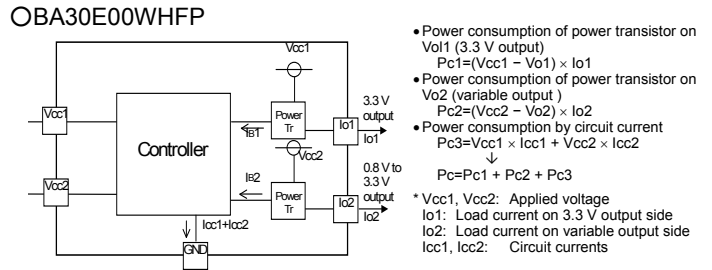 ○BA30E00WHFP
Vcc1
Vcc1
Controller
Power
Tr
IB1
Io1
3.3 V
output
Io1
Vcc2
Vcc2
IB2
Power
Tr
Io2
0.8 V to
3.3 V
output
Io2
Icc1+Icc2
GND
• Power consumption of power transistor on
Vol1 (3.3 V output)
Pc1=(Vcc1 − Vo1) × Io1
• Power consumption of power transistor on
Vo2 (variable output )
Pc2=(Vcc2 − Vo2) × Io2
• Power consumption by circuit current
Pc3=Vcc1 × Icc1 + Vcc2 × Icc2
↓
Pc=Pc1 + Pc2 + Pc3
* Vcc1, Vcc2: Applied voltage
Io1: Load current on 3.3 V output side
Io2: Load current on variable output side
Icc1, Icc2: Circuit currents